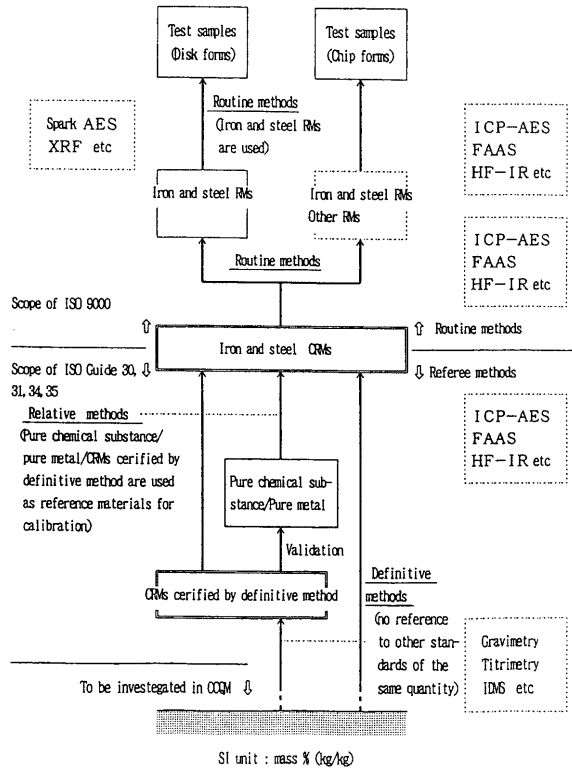 Test samples
(Disk forms)
Test samples
(Chip forms)
Routine methods
(Iron and steel RMs
are used)
Spark AES
XRF etc
ICP-AES
FAAS
HF-IR etc
Iron and steel RMs
Iron and steel RMs
Other RMs
Routine methods
ICP-AES
FAAS
HF-IR etc
Scope of ISO 9000
⇧
⇧ Routine methods
Iron and steel CRMs
Scope of ISO Guide 30, ⇩
31, 34, 35
⇩ Referee methods
Relative methods
(Pure chemical substance/
pure metal/CRMs cerified by
definitive method are used
as reference materials for
calibration)
ICP-AES
FAAS
HF-IR etc
Pure chemical sub-
stance/Pure metal
Validation
CRMs cerified by definitive method
Definitive
methods
(no reference
to other stan-
dards of the
same quantity)
Gravimetry
Titrimetry
IDMS etc
To be investegated in CCQM ⇩
SI unit : mass % (kg/kg)